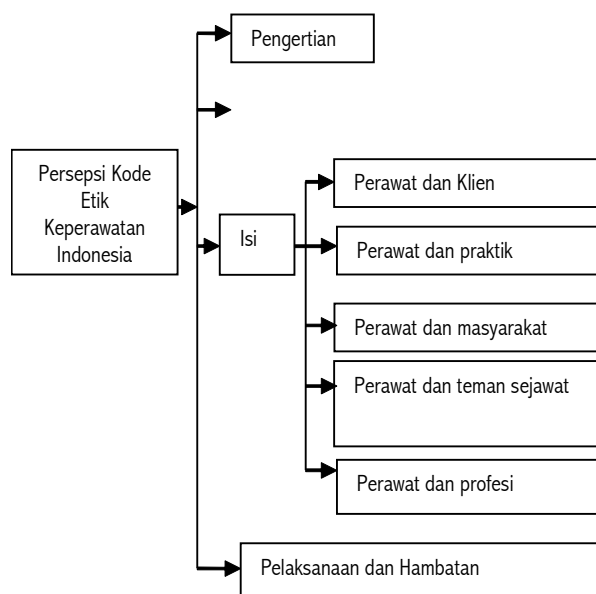 Pengertian
Persepsi Kode
Etik
Keperawatan
Indonesia
Isi
Perawat dan Klien
Perawat dan praktik
Perawat dan masyarakat
Perawat dan teman sejawat
Perawat dan profesi
Pelaksanaan dan Hambatan